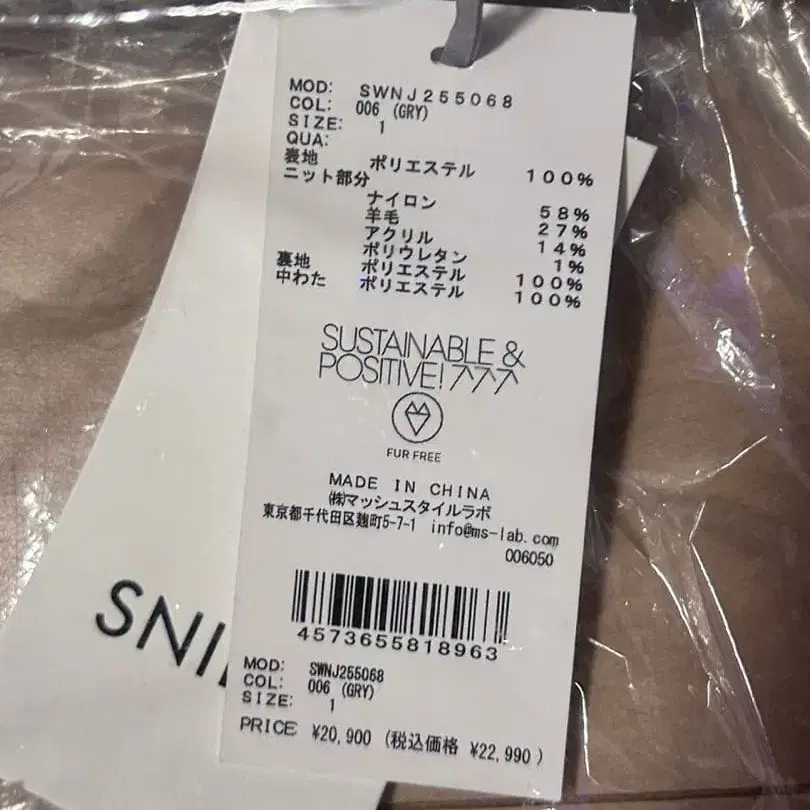 MOD: SWNJ255068
COL: 006 (GRY)
SIZE: 1
QUA:
表地 ポリエステル 100%
ニット部分
ナイロン 58%
羊毛 27%
アクリル 14%
ポリウレタン 1%
裏地 ポリエステル 100%
中わた ポリエステル 100%
SUSTAINABLE &
POSITIVE!
FUR FREE
MADE IN CHINA
㈱マッシュスタイルラボ
東京都千代田区麹町5-7-1 info@ms-lab.com
006050
4573655818963
MOD: SWNJ255068
COL: 006 (GRY)
SIZE: 1
PRICE ¥20,900 (税込価格 ¥22,990)
SNI